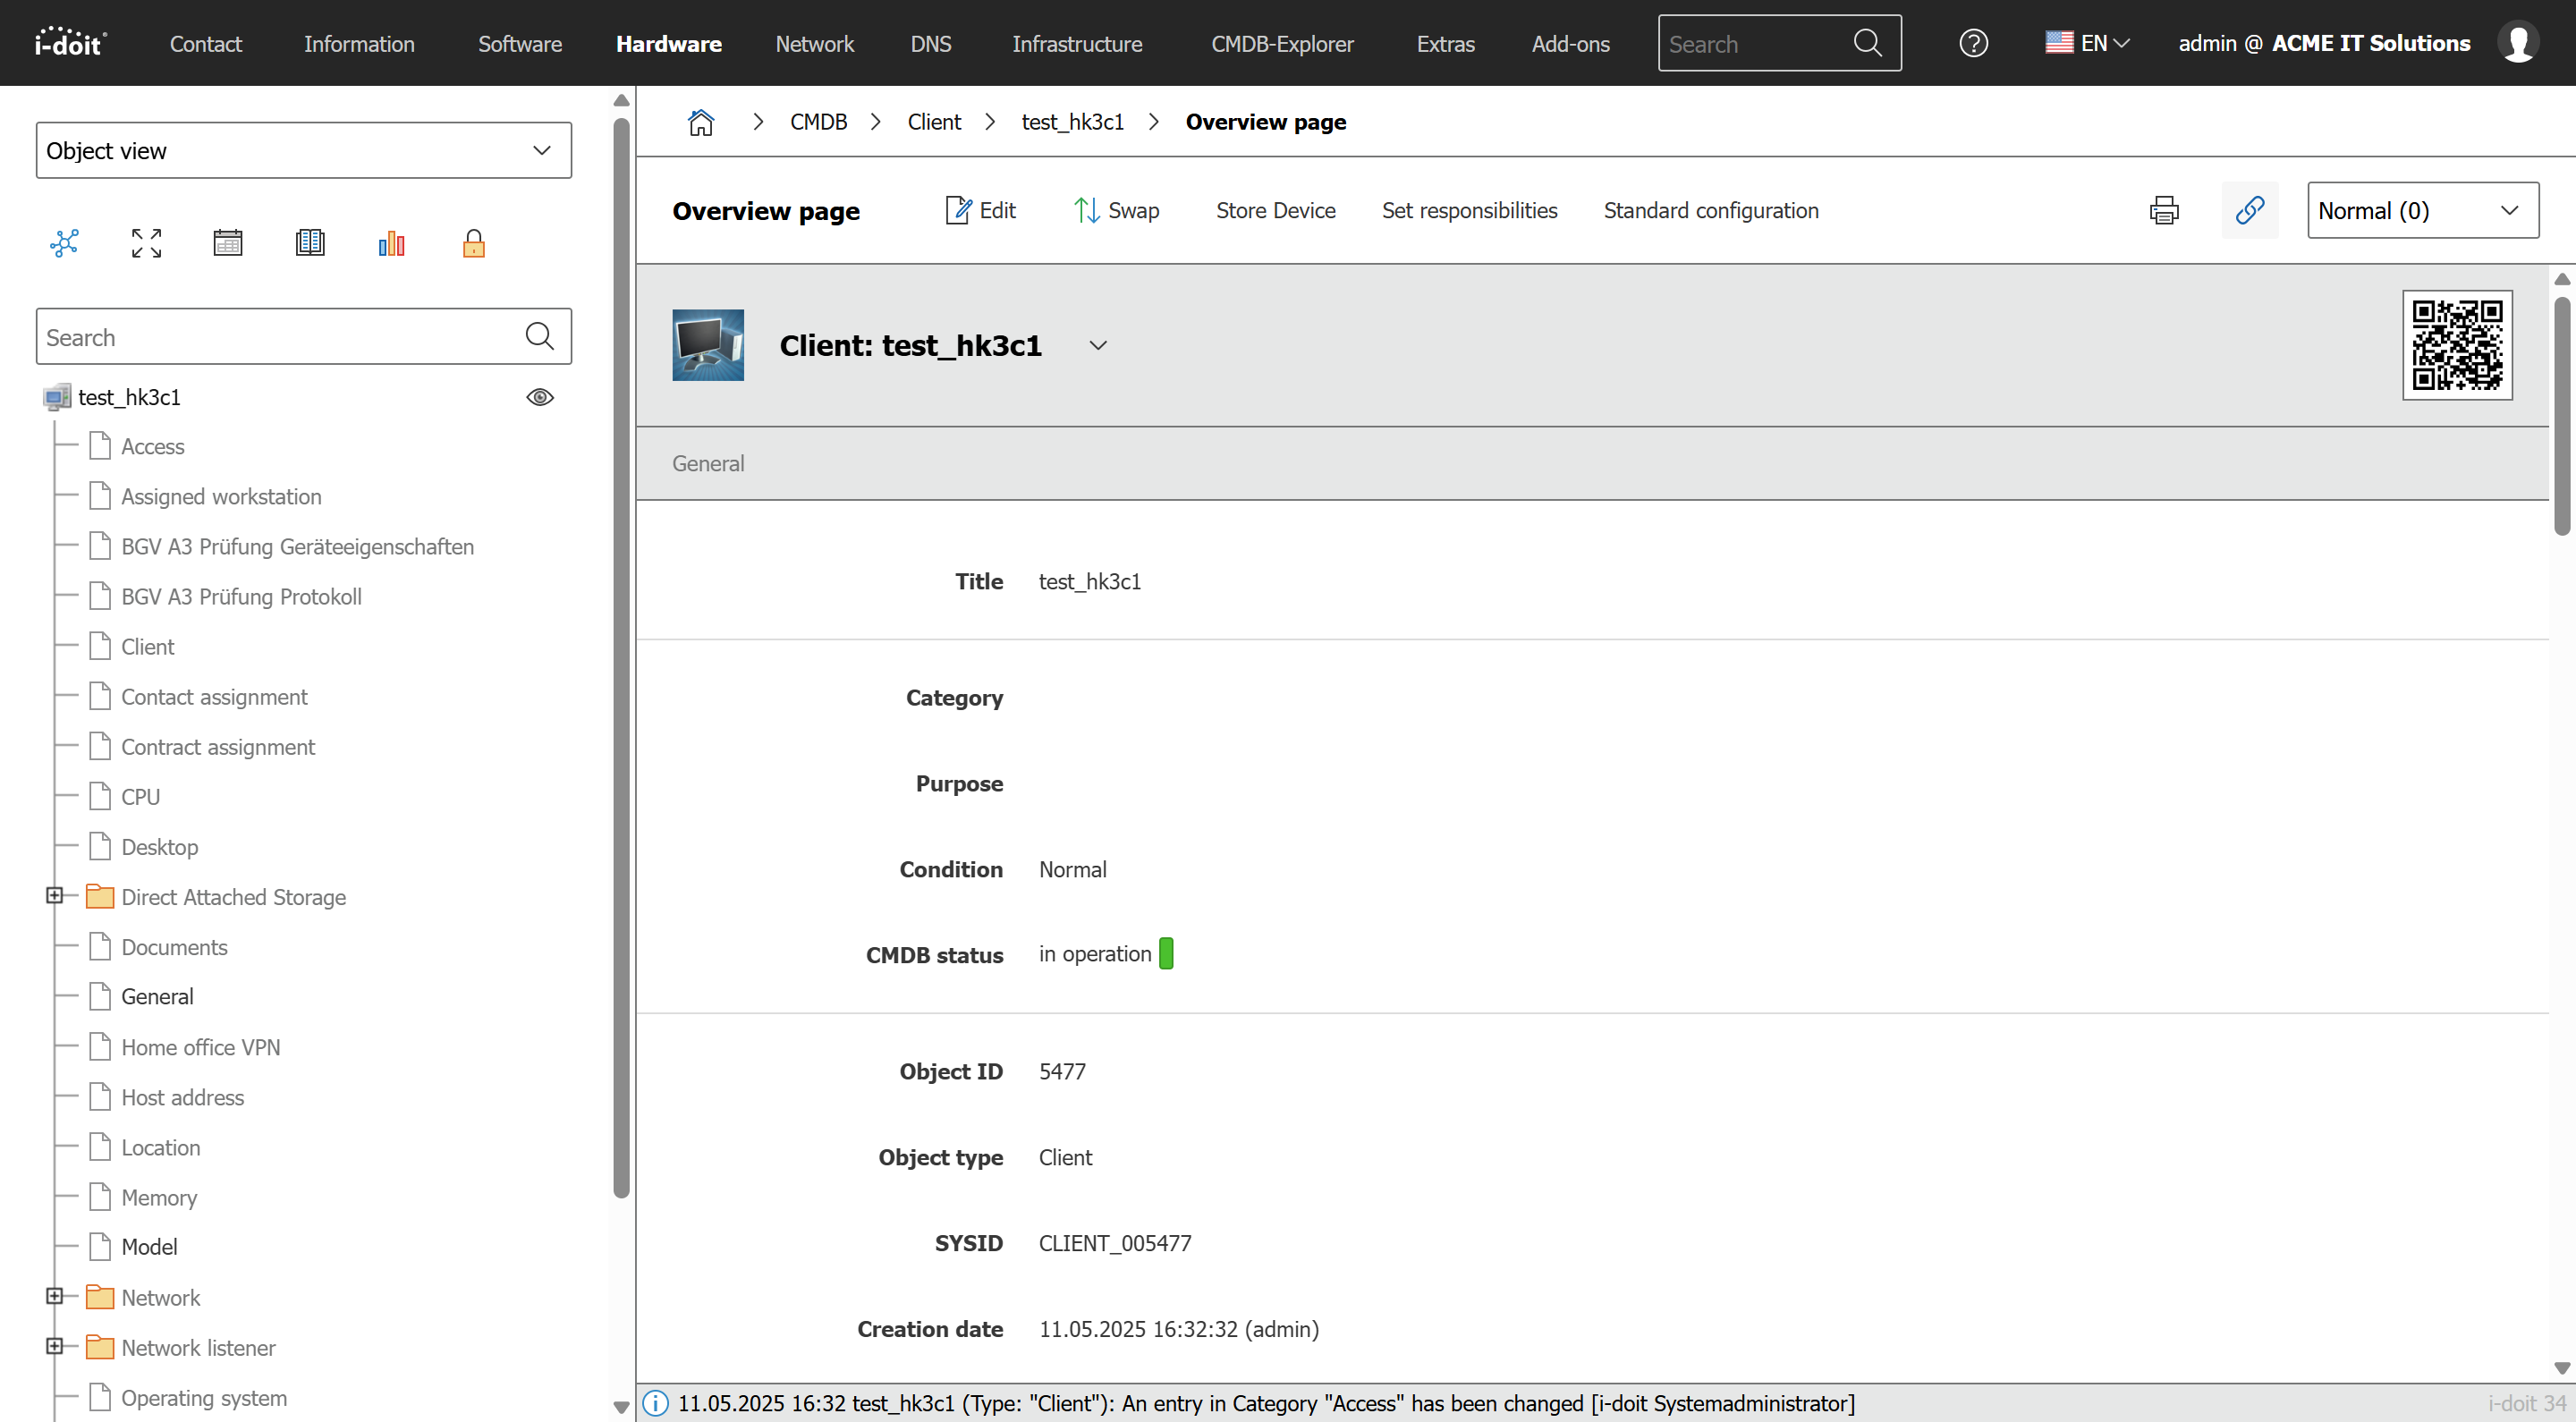 i-doit Contact Information Software Hardware Network DNS Infrastructure CMDB-Explorer Extras Add-ons Search EN admin @ ACME IT Solutions
Object view
Search
test_hk3c1
Access
Assigned workstation
BGV A3 Prüfung Geräteeigenschaften
BGV A3 Prüfung Protokoll
Client
Contact assignment
Contract assignment
CPU
Desktop
Direct Attached Storage
Documents
General
Home office VPN
Host address
Location
Memory
Model
Network
Network listener
Operating system
CMDB Client test_hk3c1 Overview page
Overview page Edit Swap Store Device Set responsibilities Standard configuration Normal (0)
Client: test_hk3c1
General
Title test_hk3c1
Category
Purpose
Condition Normal
CMDB status in operation
Object ID 5477
Object type Client
SYSID CLIENT_005477
Creation date 11.05.2025 16:32:32 (admin)
11.05.2025 16:32 test_hk3c1 (Type: "Client"): An entry in Category "Access" has been changed [i-doit Systemadministrator] i-doit 34